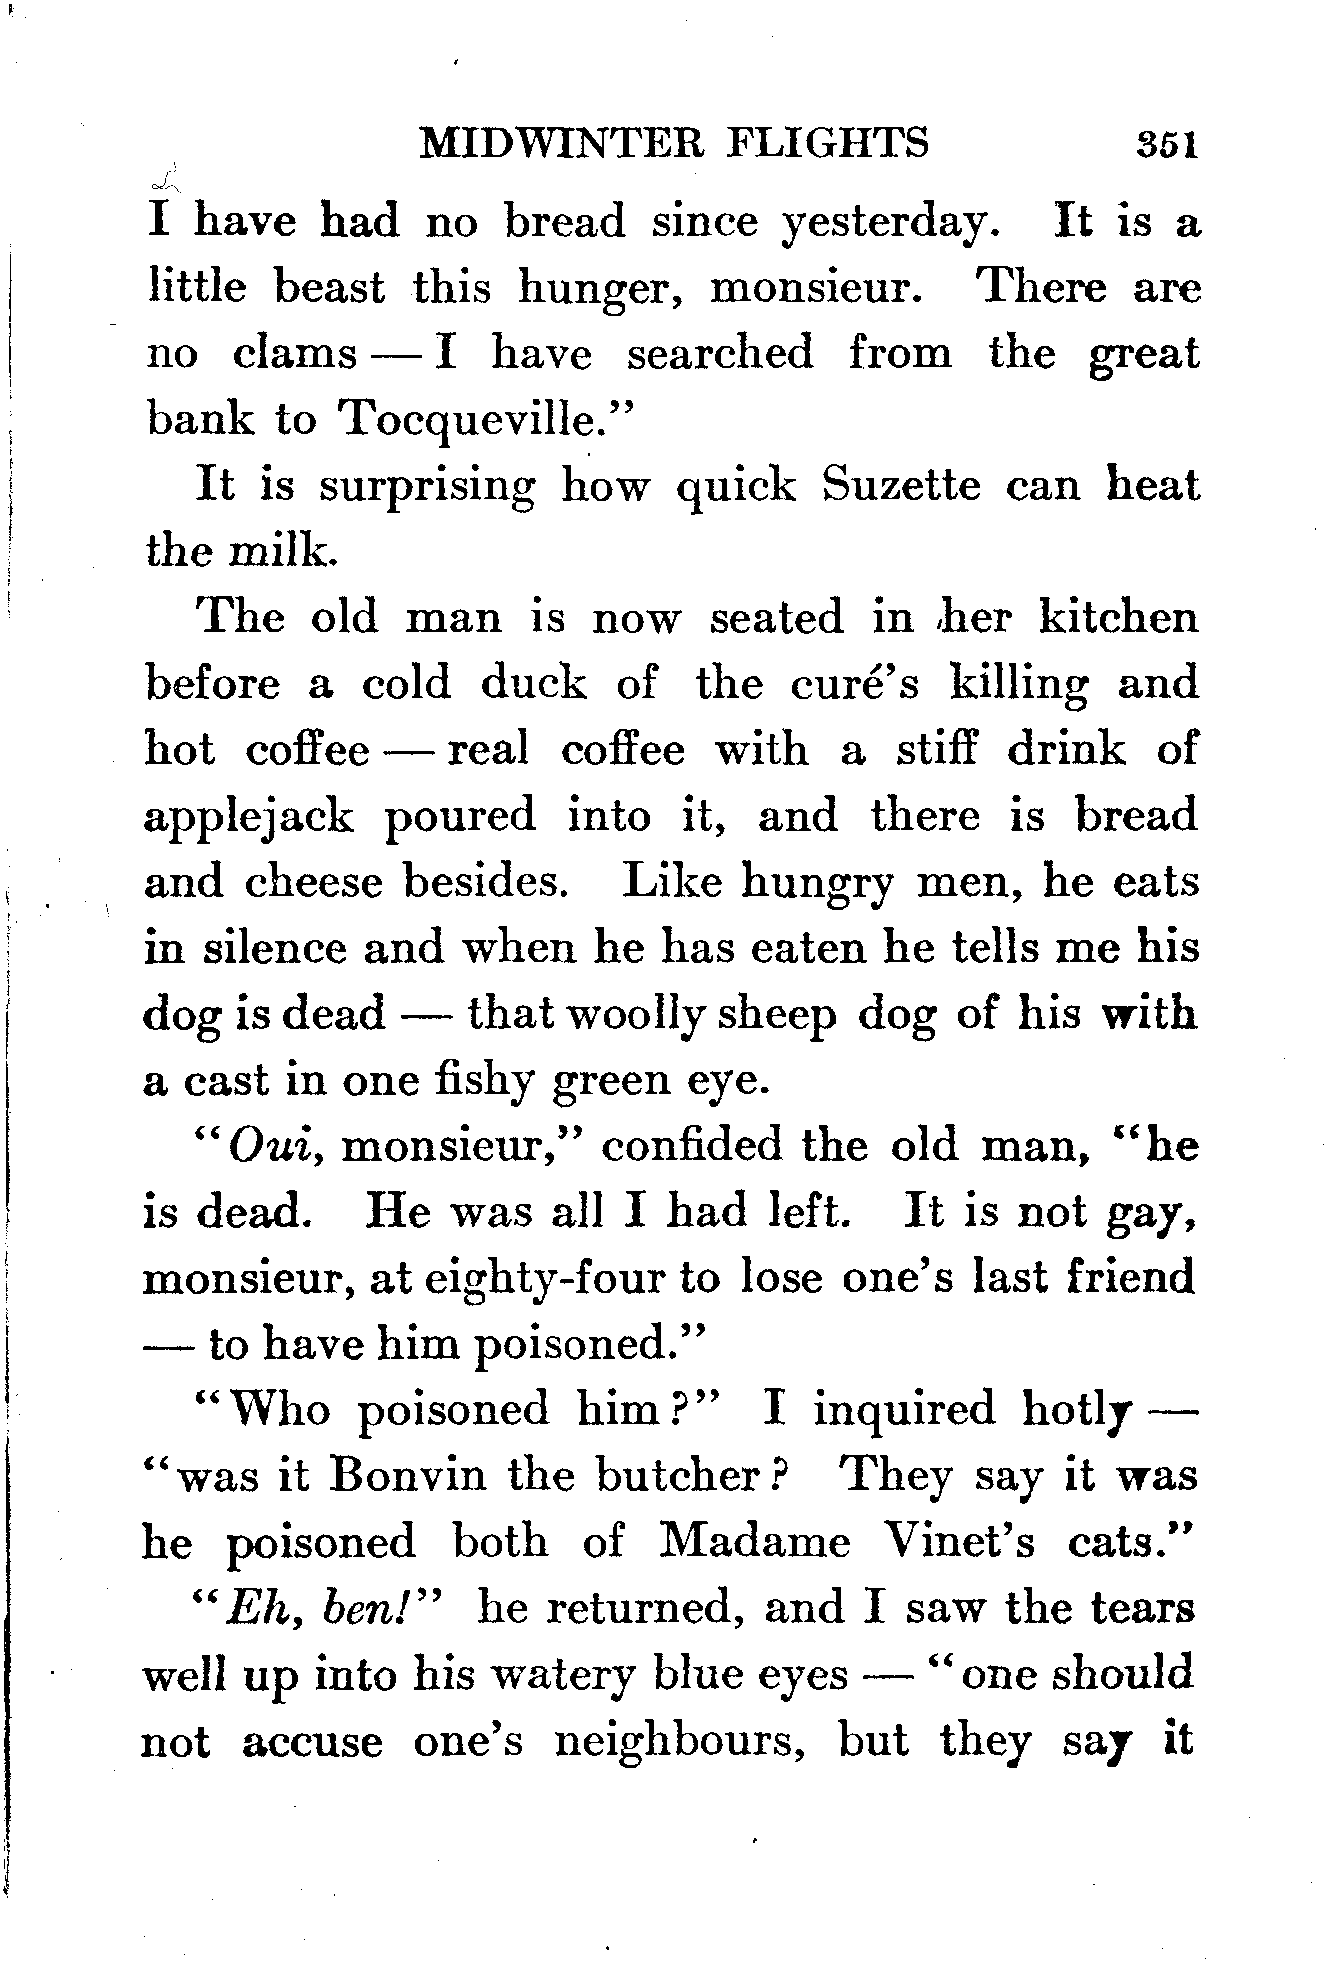 MIDWINTER FLIGHTS 351
I have had no bread since yesterday. It is a
little beast this hunger, monsieur. There are
no clams — I have searched from the great
bank to Tocqueville."
It is surprising how quick Suzette can heat
the milk.
The old man is now seated in her kitchen
before a cold duck of the curé's killing and
hot coffee — real coffee with a stiff drink of
applejack poured into it, and there is bread
and cheese besides. Like hungry men, he eats
in silence and when he has eaten he tells me his
dog is dead — that woolly sheep dog of his with
a cast in one fishy green eye.
"Oui, monsieur," confided the old man, "he
is dead. He was all I had left. It is not gay,
monsieur, at eighty-four to lose one's last friend
— to have him poisoned."
"Who poisoned him?" I inquired hotly —
"was it Bonvin the butcher? They say it was
he poisoned both of Madame Vinet's cats."
"Eh, ben!" he returned, and I saw the tears
well up into his watery blue eyes — "one should
not accuse one's neighbours, but they say it